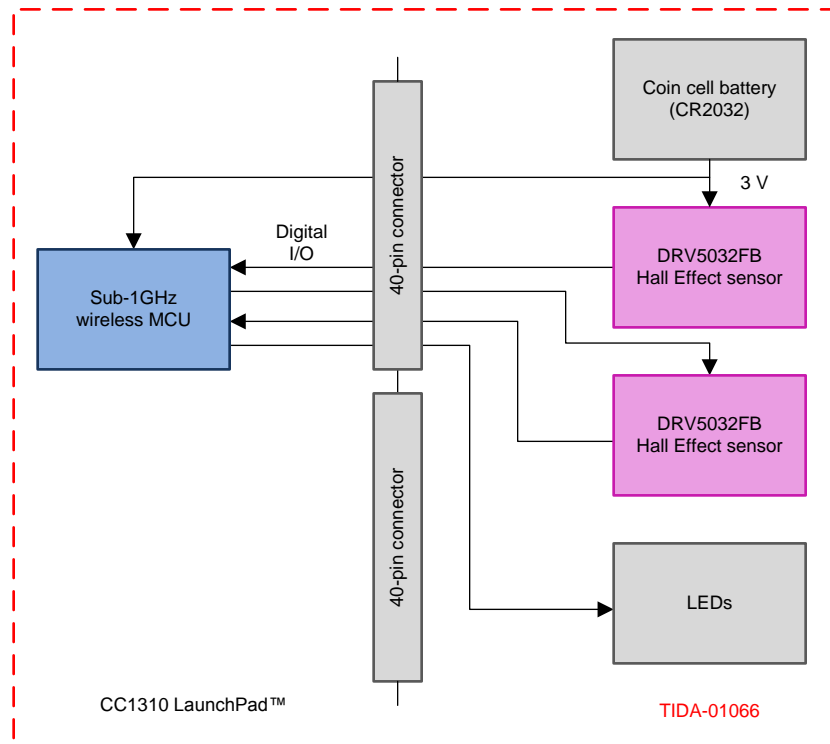 Coin cell battery
(CR2032)
3 V
40-pin connector
Digital
I/O
DRV5032FB
Hall Effect sensor
Sub-1GHz
wireless MCU
DRV5032FB
Hall Effect sensor
40-pin connector
LEDs
CC1310 LaunchPad™
TIDA-01066